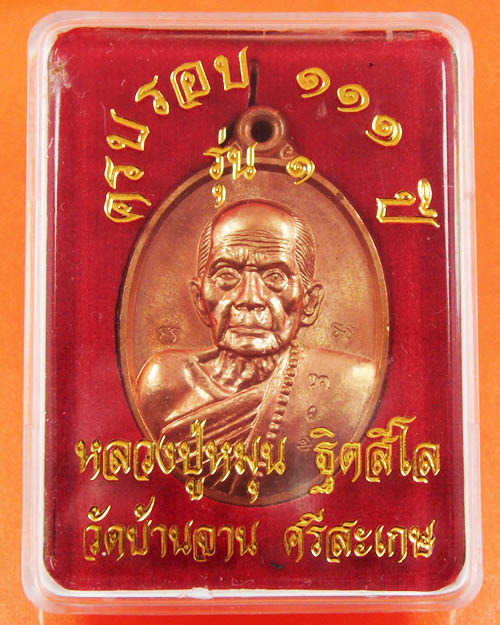 ครบรอบ ๑๑๑ ปี
รุ่น ๑
หลวงปู่หมุน ฐิตสีโล
วัดบ้านจาน ศรีสะเกษ